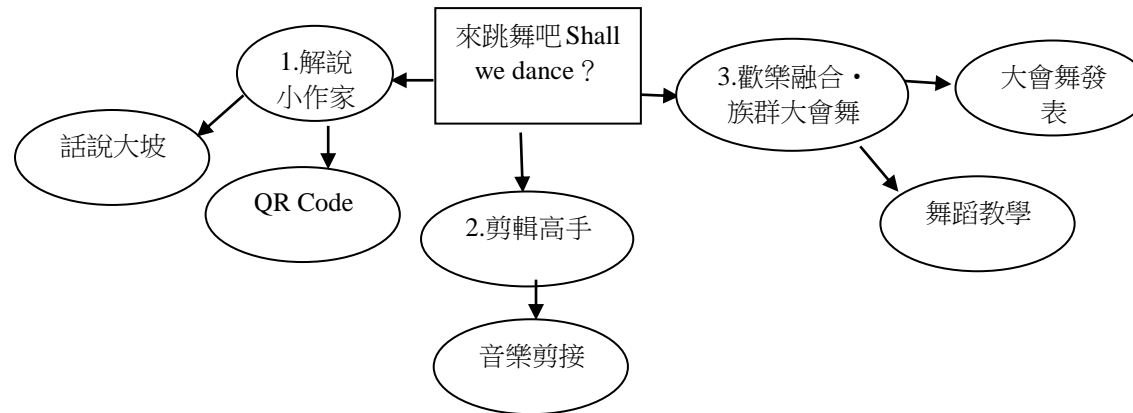 來跳舞吧 Shall
we dance？
1.解說
小作家
話說大坡
QR Code
2.剪輯高手
音樂剪接
3.歡樂融合‧
族群大會舞
大會舞發
表
舞蹈教學